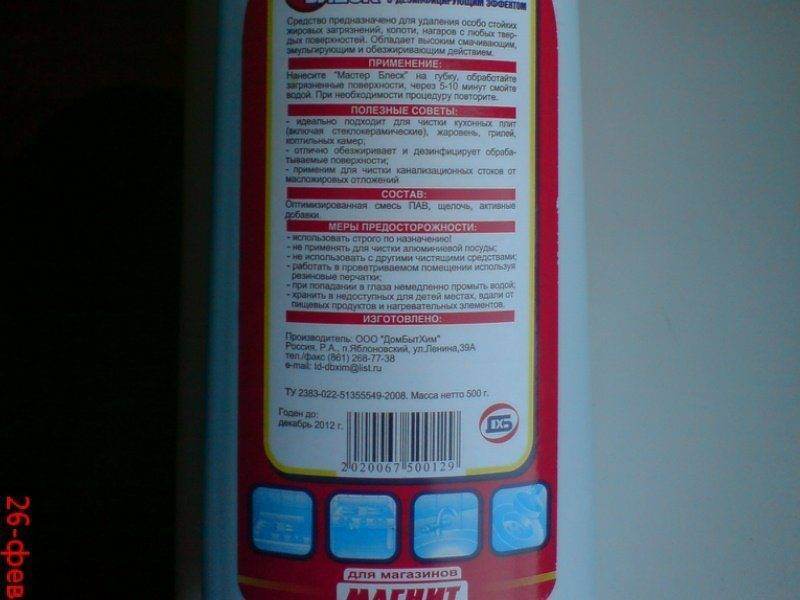 БЛЕСК с ДЕЗИНФИЦИРУЮЩИМ ЭФФЕКТОМ
Средство предназначено для удаления особо стойких
жировых загрязнений, копоти, нагаров с любых твер-
дых поверхностей. Обладает высоким смачивающим,
эмульгирующим и обезжиривающим действием.
ПРИМЕНЕНИЕ:
Нанесите "Мастер Блеск" на губку, обработайте
загрязненные поверхности, через 5-10 минут смойте
водой. При необходимости процедуру повторите.
ПОЛЕЗНЫЕ СОВЕТЫ:
- идеально подходит для чистки кухонных плит
(включая стеклокерамические), жаровень, грилей,
коптильных камер;
- отлично обезжиривает и дезинфицирует обраба-
тываемые поверхности;
- применим для чистки канализационных стоков от
масложировых отложений
СОСТАВ:
Оптимизированная смесь ПАВ, щелочь, активные
добавки
МЕРЫ ПРЕДОСТОРОЖНОСТИ:
- использовать строго по назначению!
- не применять для чистки алюминиевой посуды;
- не использовать с другими чистящими средствами;
- работать в проветриваемом помещении используя
резиновые перчатки;
- при попадании в глаза немедленно промыть водой;
- хранить в недоступных для детей местах, вдали от
пищевых продуктов и нагревательных элементов.
ИЗГОТОВЛЕНО:
Производитель: ООО "ДомБытХим"
Россия, Р.А., п.Яблоновский, ул.Ленина,39А
тел./факс (861) 268-77-38
e-mail: td-dbxim@list.ru
ТУ 2383-022-51355549-2008. Масса нетто 500 г.
Годен до:
декабрь 2012 г.
ДБХ
2 020067 500129
для магазинов
МАГНИТ
26-фев